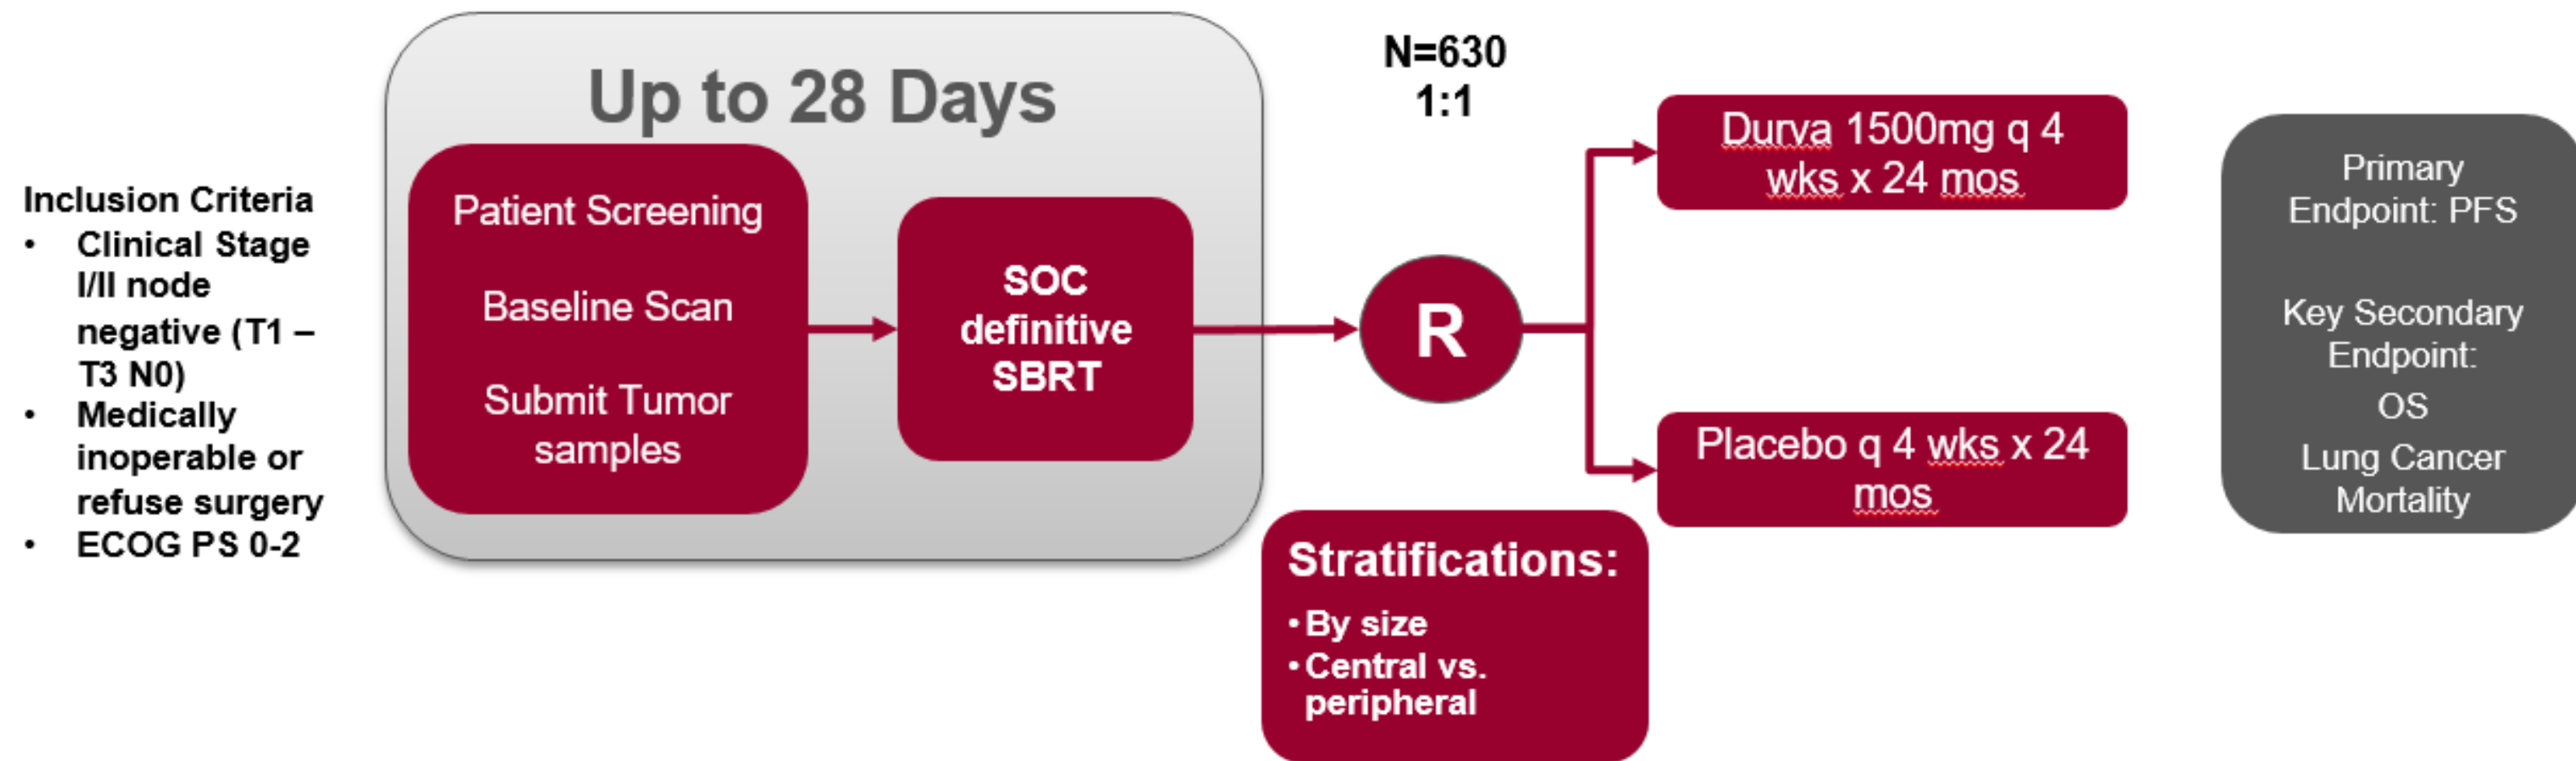 Inclusion Criteria
• Clinical Stage
I/II node
negative (T1 –
T3 N0)
• Medically
inoperable or
refuse surgery
• ECOG PS 0-2
Up to 28 Days
Patient Screening
Baseline Scan
Submit Tumor
samples
SOC
definitive
SBRT
N=630
1:1
R
Stratifications:
• By size
• Central vs.
peripheral
Durva 1500mg q 4
wks x 24 mos
Placebo q 4 wks x 24
mos
Primary
Endpoint: PFS
Key Secondary
Endpoint:
OS
Lung Cancer
Mortality